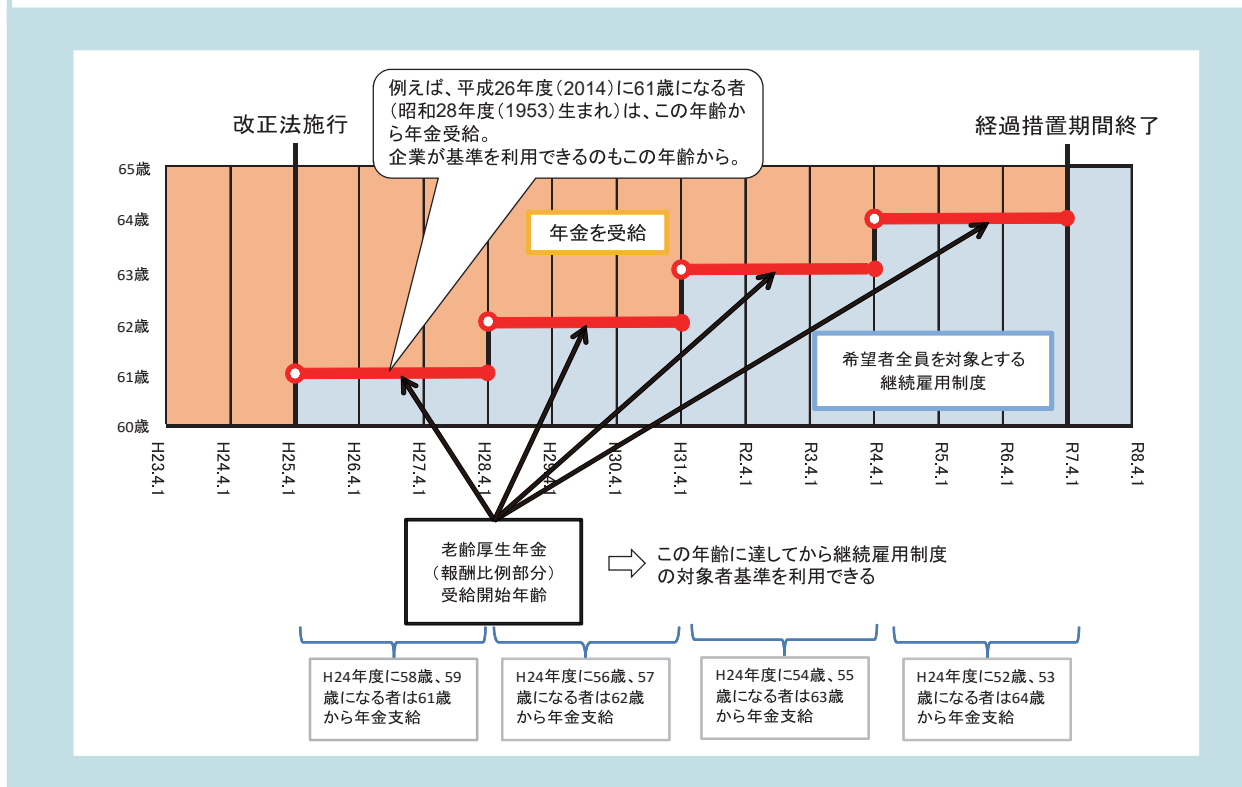 例えば、平成26年度(2014)に61歳になる者
(昭和28年度(1953)生まれ)は、この年齢か
ら年金受給。
企業が基準を利用できるのもこの年齢から。
改正法施行
経過措置期間終了
65歳
64歳
63歳
62歳
61歳
60歳
年金を受給
希望者全員を対象とする
継続雇用制度
H23.4.1
H24.4.1
H25.4.1
H26.4.1
H27.4.1
H28.4.1
H29.4.1
H30.4.1
H31.4.1
R2.4.1
R3.4.1
R4.4.1
R5.4.1
R6.4.1
R7.4.1
R8.4.1
老齢厚生年金
(報酬比例部分)
受給開始年齢
この年齢に達してから継続雇用制度
の対象者基準を利用できる
H24年度に58歳、59
歳になる者は61歳
から年金支給
H24年度に56歳、57
歳になる者は62歳
から年金支給
H24年度に54歳、55
歳になる者は63歳
から年金支給
H24年度に52歳、53
歳になる者は64歳
から年金支給